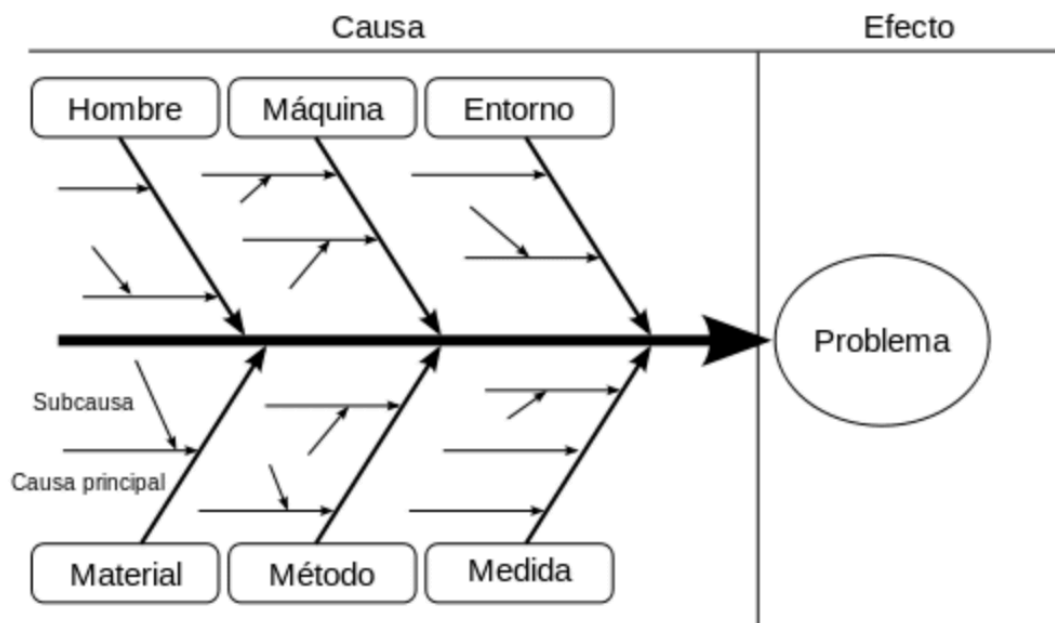 Causa
Efecto
Hombre
Máquina
Entorno
Problema
Subcausa
Causa principal
Material
Método
Medida